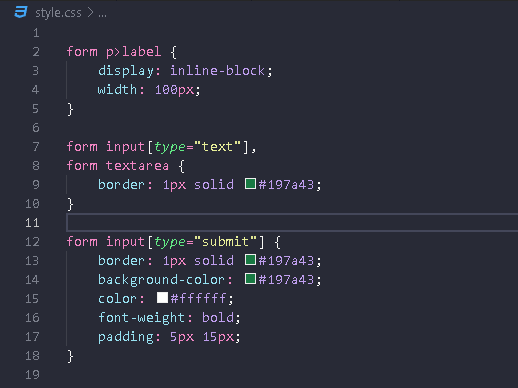 style.css > ...
1
2 form p>label {
3 display: inline-block;
4 width: 100px;
5 }
6
7 form input[type="text"],
8 form textarea {
9 border: 1px solid #197a43;
10 }
11
12 form input[type="submit"] {
13 border: 1px solid #197a43;
14 background-color: #197a43;
15 color: #ffffff;
16 font-weight: bold;
17 padding: 5px 15px;
18 }
19